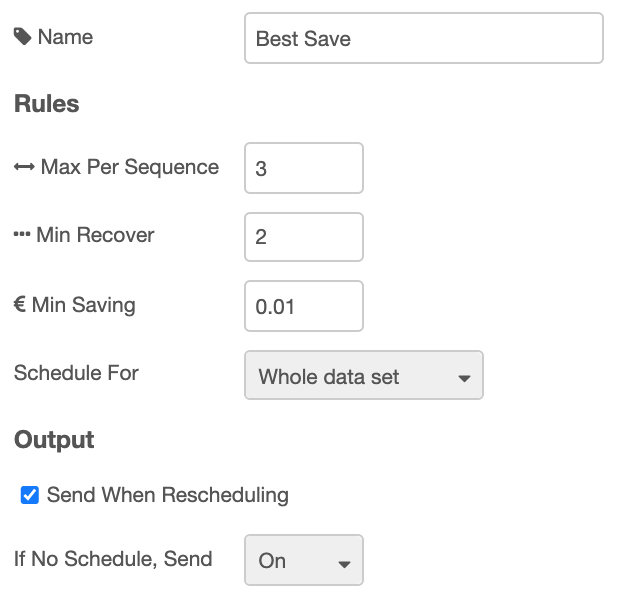 Name
Best Save
Rules
Max Per Sequence
3
Min Recover
2
€ Min Saving
0.01
Schedule For
Whole data set
Output
Send When Rescheduling
If No Schedule, Send
On